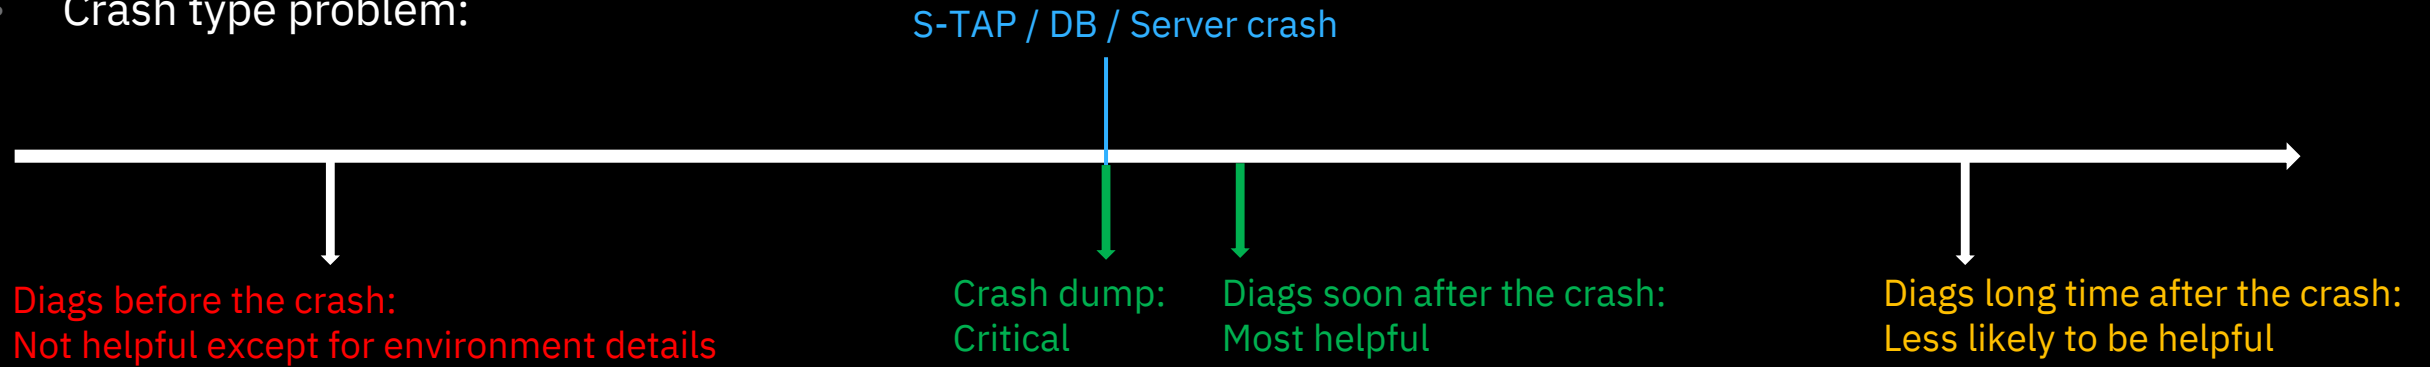 Crash type problem:
S-TAP / DB / Server crash
Diags before the crash:
Not helpful except for environment details
Crash dump:
Critical
Diags soon after the crash:
Most helpful
Diags long time after the crash:
Less likely to be helpful